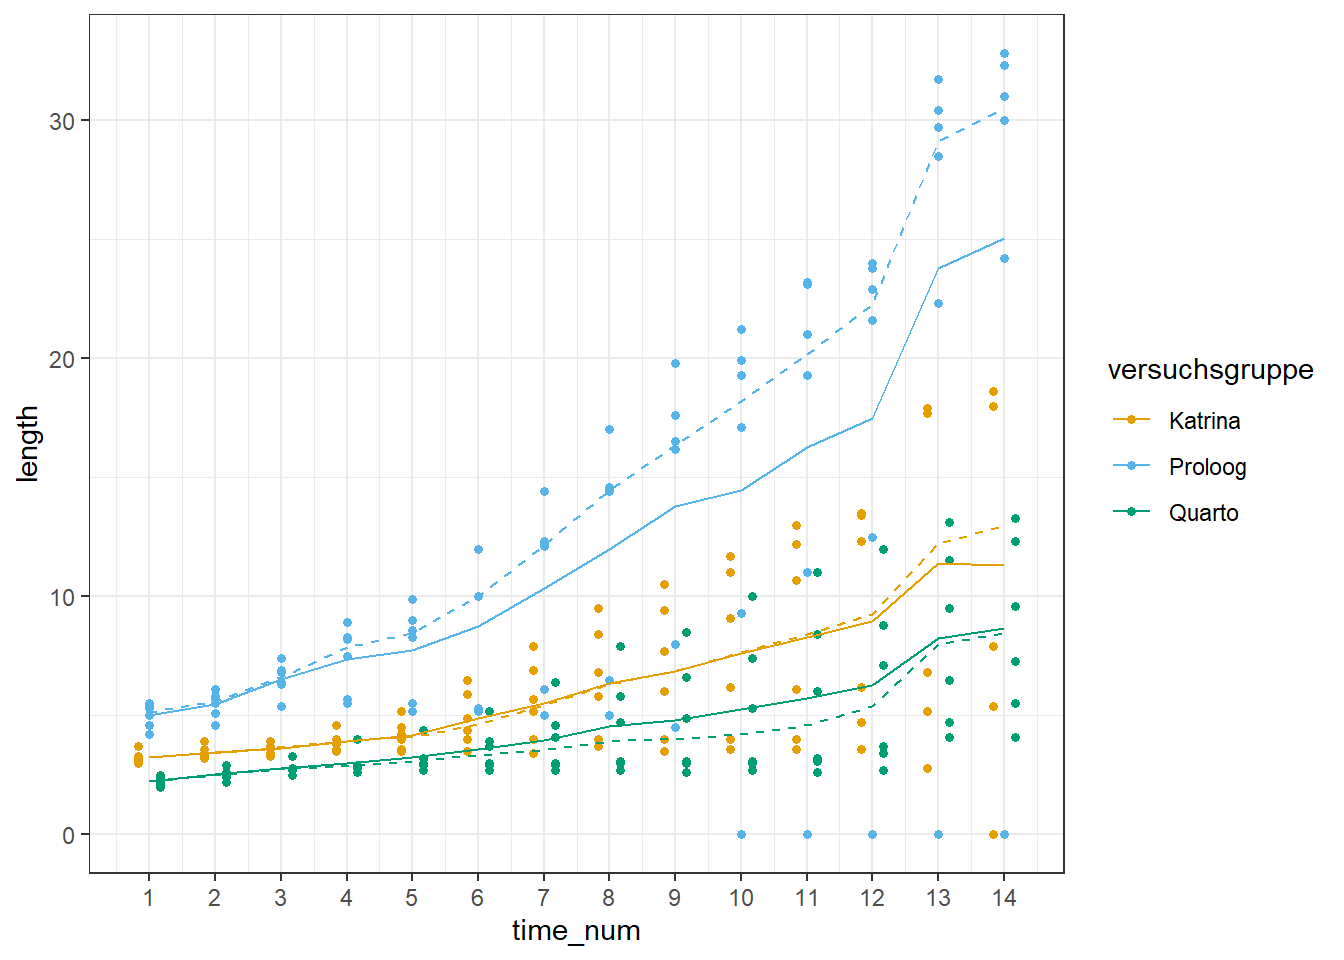 30
20
10
0
length
1 2 3 4 5 6 7 8 9 10 11 12 13 14
time_num
versuchsgruppe
Katrina
Proloog
Quarto